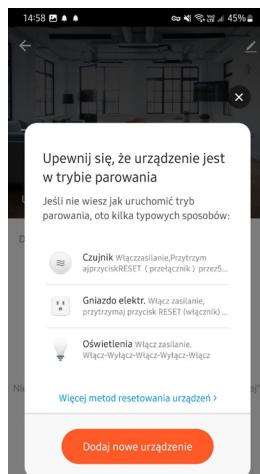 14:58
45%
Upewnij się, że urządzenie jest
w trybie parowania
Jeśli nie wiesz jak uruchomić tryb
parowania, oto kilka typowych sposobów:
Czujnik Włączzasilanie,Przytrzym
ajprzyciskRESET ( przełącznik ) przez5...
Gniazdo elektr. Włącz zasilanie,
przytrzymaj przycisk RESET (włącznik) ...
Oświetlenia Włącz zasilanie.
Włącz-Wyłącz-Włącz-Wyłącz-Włącz
Więcej metod resetowania urządzeń >
Dodaj nowe urządzenie